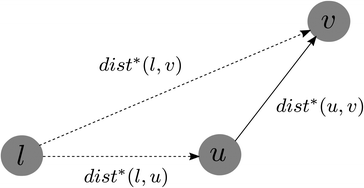 v
dist*(l, v)
dist*(u, v)
l
u
dist*(l, u)